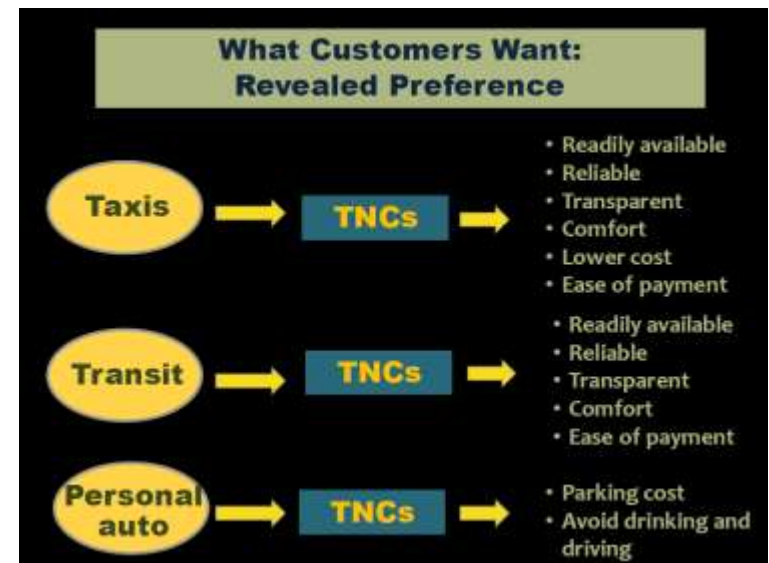 What Customers Want:
Revealed Preference
Taxis
TNCs
• Readily available
• Reliable
• Transparent
• Comfort
• Lower cost
• Ease of payment
Transit
TNCs
• Readily available
• Reliable
• Transparent
• Comfort
• Ease of payment
Personal
auto
TNCs
• Parking cost
• Avoid drinking and
driving